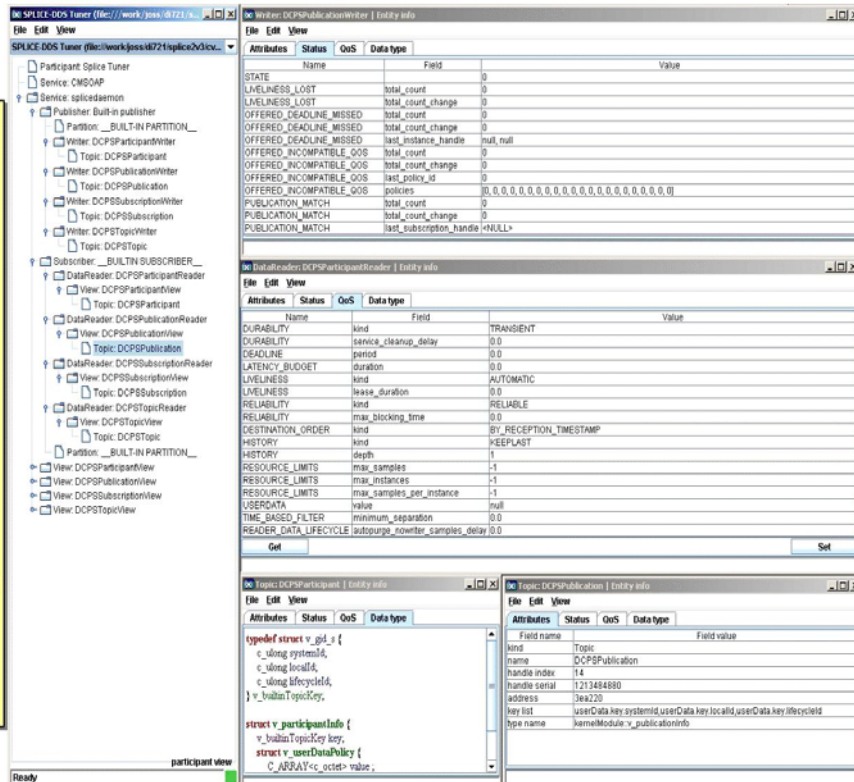 SPLICE-DDS Tuner (file:///work/joss/di721/s...
File Edit View
SPLICE-DDS Tuner (file:/work/joss/di721/splice2v3/cv...
Participant: Splice Tuner
Service: CMSOAP
Service: splicedaemon
Publisher: Built-in publisher
Partition: __BUILT-IN PARTITION__
Writer: DCPSParticipantWriter
Topic: DCPSParticipant
Writer: DCPSPublicationWriter
Topic: DCPSPublication
Writer: DCPSSubscriptionWriter
Topic: DCPSSubscription
Writer: DCPSTopicWriter
Topic: DCPSTopic
Subscriber: __BUILTIN SUBSCRIBER__
DataReader: DCPSParticipantReader
View: DCPSParticipantView
Topic: DCPSParticipant
DataReader: DCPSPublicationReader
View: DCPSPublicationView
Topic: DCPSPublication
DataReader: DCPSSubscriptionReader
View: DCPSSubscriptionView
Topic: DCPSSubscription
DataReader: DCPSTopicReader
View: DCPSTopicView
Topic: DCPSTopic
Partition: __BUILT-IN PARTITION__
View: DCPSParticipantView
View: DCPSPublicationView
View: DCPSSubscriptionView
View: DCPSTopicView
participant view
Ready
Writer: DCPSPublicationWriter | Entity info
File Edit View
Attributes Status QoS Data type
Name Field Value
STATE 0
LIVELINESS_LOST total_count 0
LIVELINESS_LOST total_count_change 0
OFFERED_DEADLINE_MISSED total_count 0
OFFERED_DEADLINE_MISSED total_count_change 0
OFFERED_DEADLINE_MISSED last_instance_handle null, null
OFFERED_INCOMPATIBLE_QOS total_count 0
OFFERED_INCOMPATIBLE_QOS total_count_change 0
OFFERED_INCOMPATIBLE_QOS last_policy_id 0
OFFERED_INCOMPATIBLE_QOS policies [0, 0, 0, 0, 0, 0, 0, 0, 0, 0, 0, 0, 0, 0, 0, 0, 0, 0, 0, 0, 0, 0]
PUBLICATION_MATCH total_count 0
PUBLICATION_MATCH total_count_change 0
PUBLICATION_MATCH last_subscription_handle <NULL>
DataReader: DCPSParticipantReader | Entity info
File Edit View
Attributes Status QoS Data type
Name Field Value
DURABILITY kind TRANSIENT
DURABILITY service_cleanup_delay 0.0
DEADLINE period 0.0
LATENCY_BUDGET duration 0.0
LIVELINESS kind AUTOMATIC
LIVELINESS lease_duration 0.0
RELIABILITY kind RELIABLE
RELIABILITY max_blocking_time 0.0
DESTINATION_ORDER kind BY_RECEPTION_TIMESTAMP
HISTORY kind KEEPLAST
HISTORY depth 1
RESOURCE_LIMITS max_samples -1
RESOURCE_LIMITS max_instances -1
RESOURCE_LIMITS max_samples_per_instance -1
USERDATA value null
TIME_BASED_FILTER minimum_separation 0.0
READER_DATA_LIFECYCLE autopurge_nowriter_samples_delay 0.0
Get Set
Topic: DCPSParticipant | Entity info
File Edit View
Attributes Status QoS Data type
typedef struct v_gid_s {
c_ulong systemId;
c_ulong localId;
c_ulong lifecycleId;
} v_builtinTopicKey;
struct v_participantInfo {
v_builtinTopicKey key;
struct v_userDataPolicy {
C_ARRAY<c_octet> value ;
Topic: DCPSPublication | Entity info
File Edit View
Attributes Status QoS Data type
Field name Field value
kind Topic
name DCPSPublication
handle index 14
handle serial 1213484880
address 3ea220
key list userData.key.systemId,userData.key.localId,userData.key.lifecycleId
type name kernelModule::v_publicationInfo